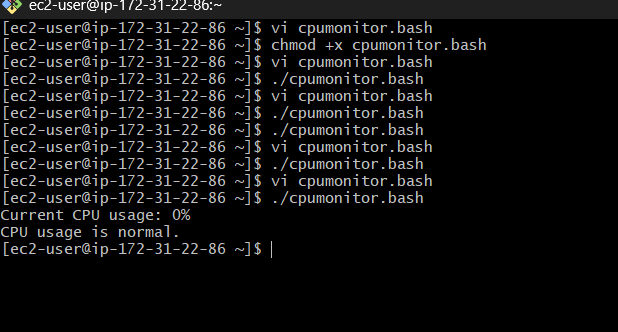 ec2-user@ip-172-31-22-86:~
[ec2-user@ip-172-31-22-86 ~]$ vi cpumonitor.bash
[ec2-user@ip-172-31-22-86 ~]$ chmod +x cpumonitor.bash
[ec2-user@ip-172-31-22-86 ~]$ vi cpumonitor.bash
[ec2-user@ip-172-31-22-86 ~]$ ./cpumonitor.bash
[ec2-user@ip-172-31-22-86 ~]$ vi cpumonitor.bash
[ec2-user@ip-172-31-22-86 ~]$ ./cpumonitor.bash
[ec2-user@ip-172-31-22-86 ~]$ ./cpumonitor.bash
[ec2-user@ip-172-31-22-86 ~]$ vi cpumonitor.bash
[ec2-user@ip-172-31-22-86 ~]$ ./cpumonitor.bash
[ec2-user@ip-172-31-22-86 ~]$ vi cpumonitor.bash
[ec2-user@ip-172-31-22-86 ~]$ ./cpumonitor.bash
Current CPU usage: 0%
CPU usage is normal.
[ec2-user@ip-172-31-22-86 ~]$